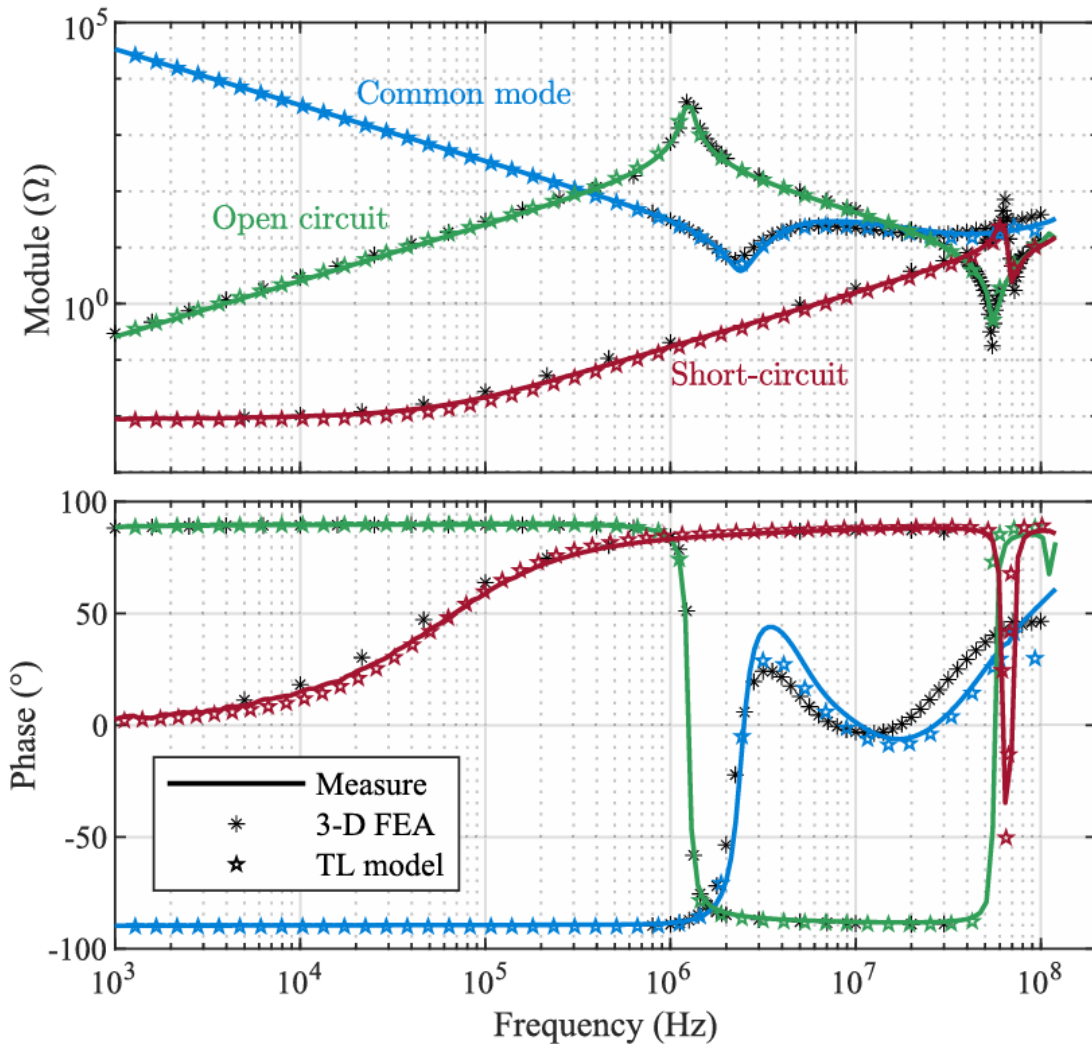 10^5
Common mode
Module (Ω)
Open circuit
10^0
Short-circuit
100
50
Phase (°)
0
Measure
3-D FEA
-50
TL model
-100
10^3 10^4 10^5 10^6 10^7 10^8
Frequency (Hz)